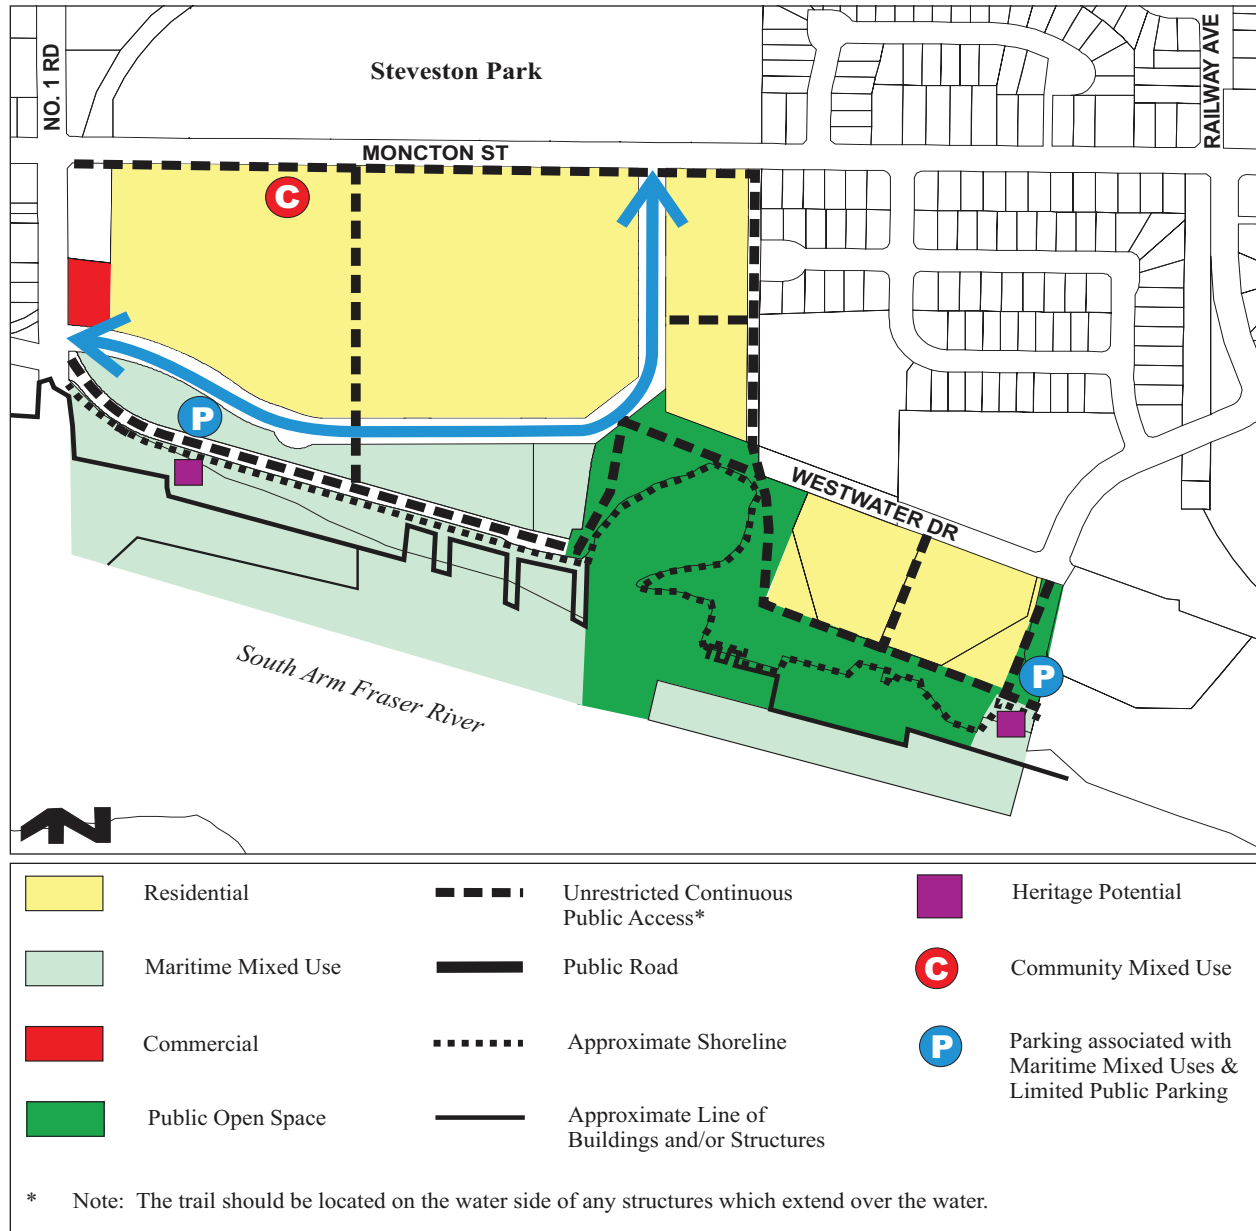 NO. 1 RD
Steveston Park
RAILWAY AVE
MONCTON ST
C
P
WESTWATER DR
South Arm Fraser River
P
N
Residential
Unrestricted Continuous
Public Access*
Heritage Potential
Maritime Mixed Use
Public Road
C
Community Mixed Use
Commercial
Approximate Shoreline
P
Parking associated with
Maritime Mixed Uses &
Limited Public Parking
Public Open Space
Approximate Line of
Buildings and/or Structures
* Note: The trail should be located on the water side of any structures which extend over the water.